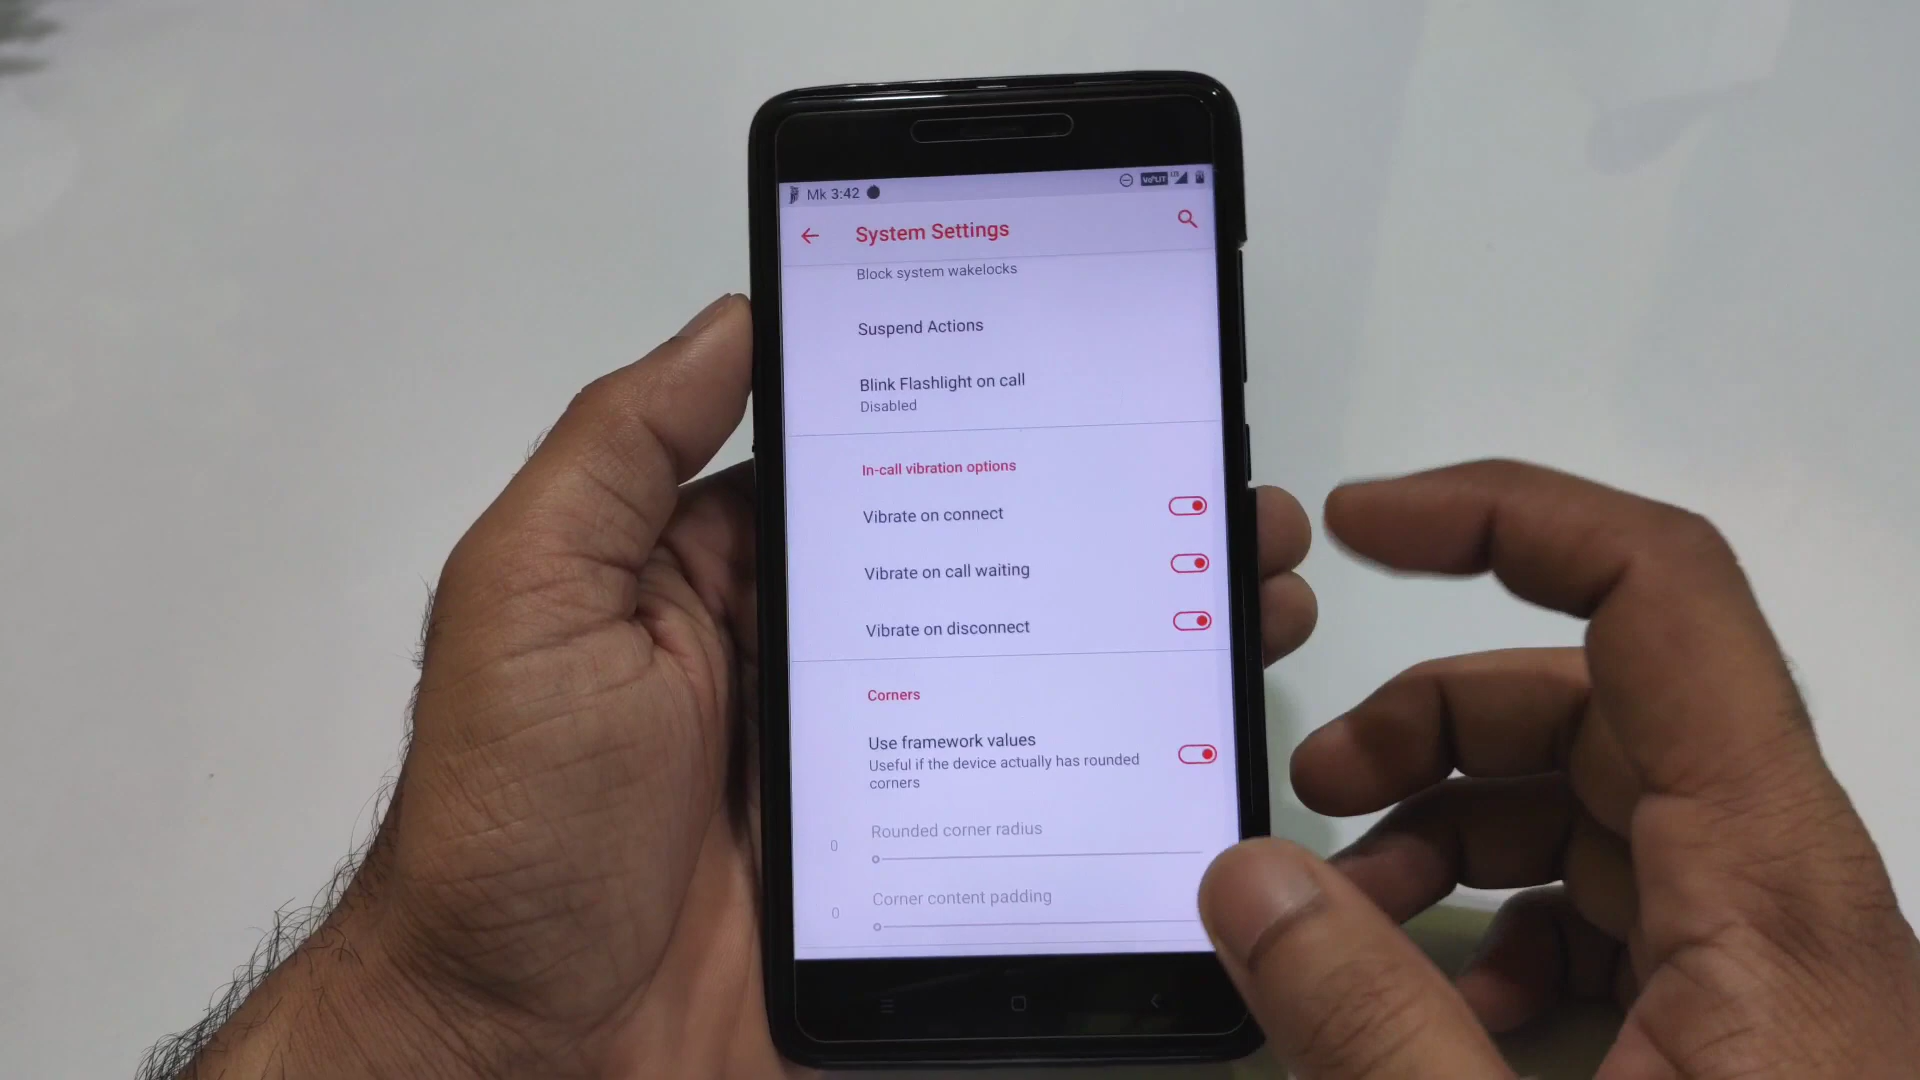 Mk 3:42
System Settings
Block system wakelocks
Suspend Actions
Blink Flashlight on call
Disabled
In-call vibration options
Vibrate on connect
Vibrate on call waiting
Vibrate on disconnect
Corners
Use framework values
Useful if the device actually has rounded
corners
Rounded corner radius
0
Corner content padding
0